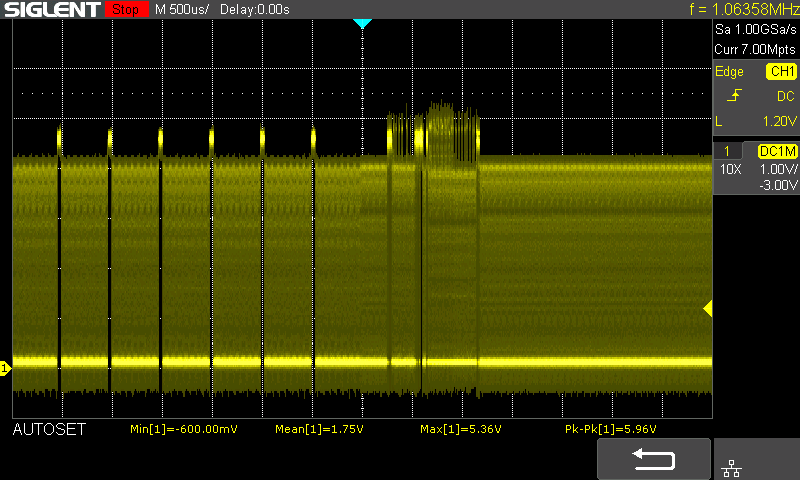 SIGLENT Stop M 500us/ Delay:0.00s f = 1.06358MHz
Sa 1.00GSa/s
Curr 7.00Mpts
Edge CH1
DC
L 1.20V
1 DC1M
10X 1.00V/
-3.00V
1
AUTOSET Min[1]=-600.00mV Mean[1]=1.75V Max[1]=5.36V Pk-Pk[1]=5.96V